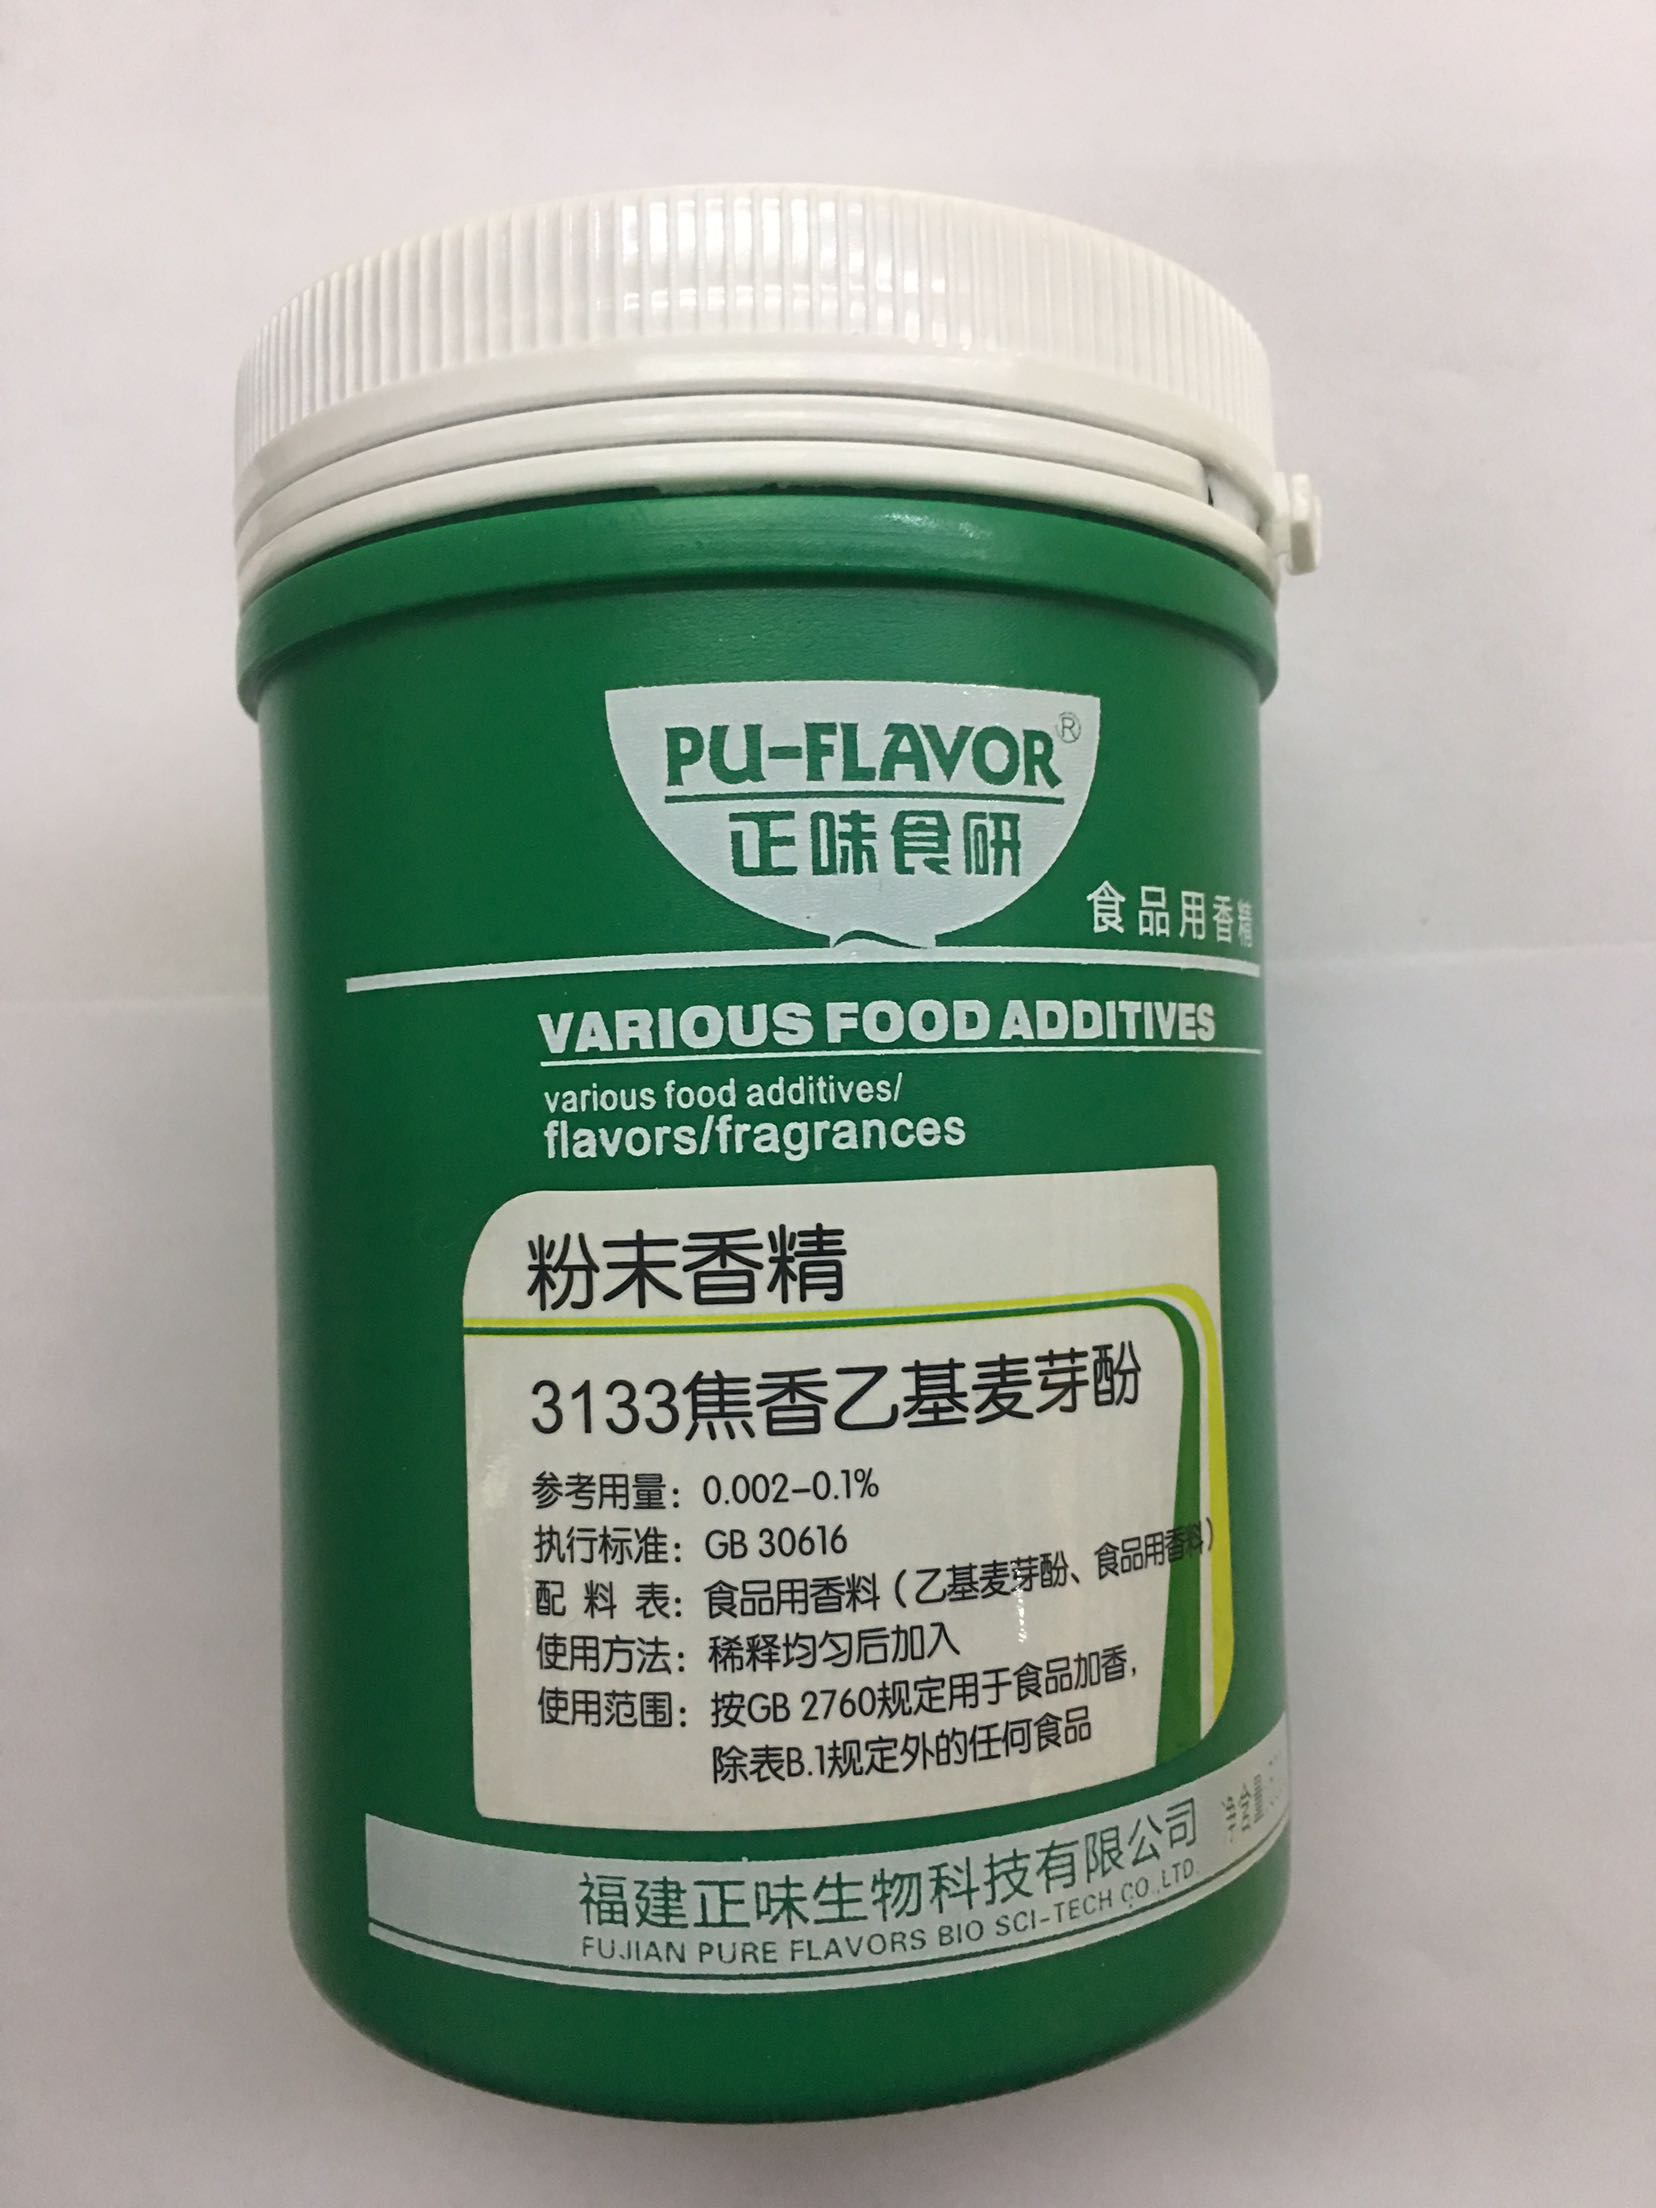 PU-FLAVOR®
正味食研
食品用香精
VARIOUS FOOD ADDITIVES
various food additives/
flavors/fragrances
粉末香精
3133焦香乙基麦芽酚
参考用量：0.002-0.1%
执行标准：GB 30616
配 料 表：食品用香料（乙基麦芽酚、食品用香料）
使用方法：稀释均匀后加入
使用范围：按GB 2760规定用于食品加香，
除表B.1规定外的任何食品
福建正味生物科技有限公司
FUJIAN PURE FLAVORS BIO SCI-TECH CO.,LTD.